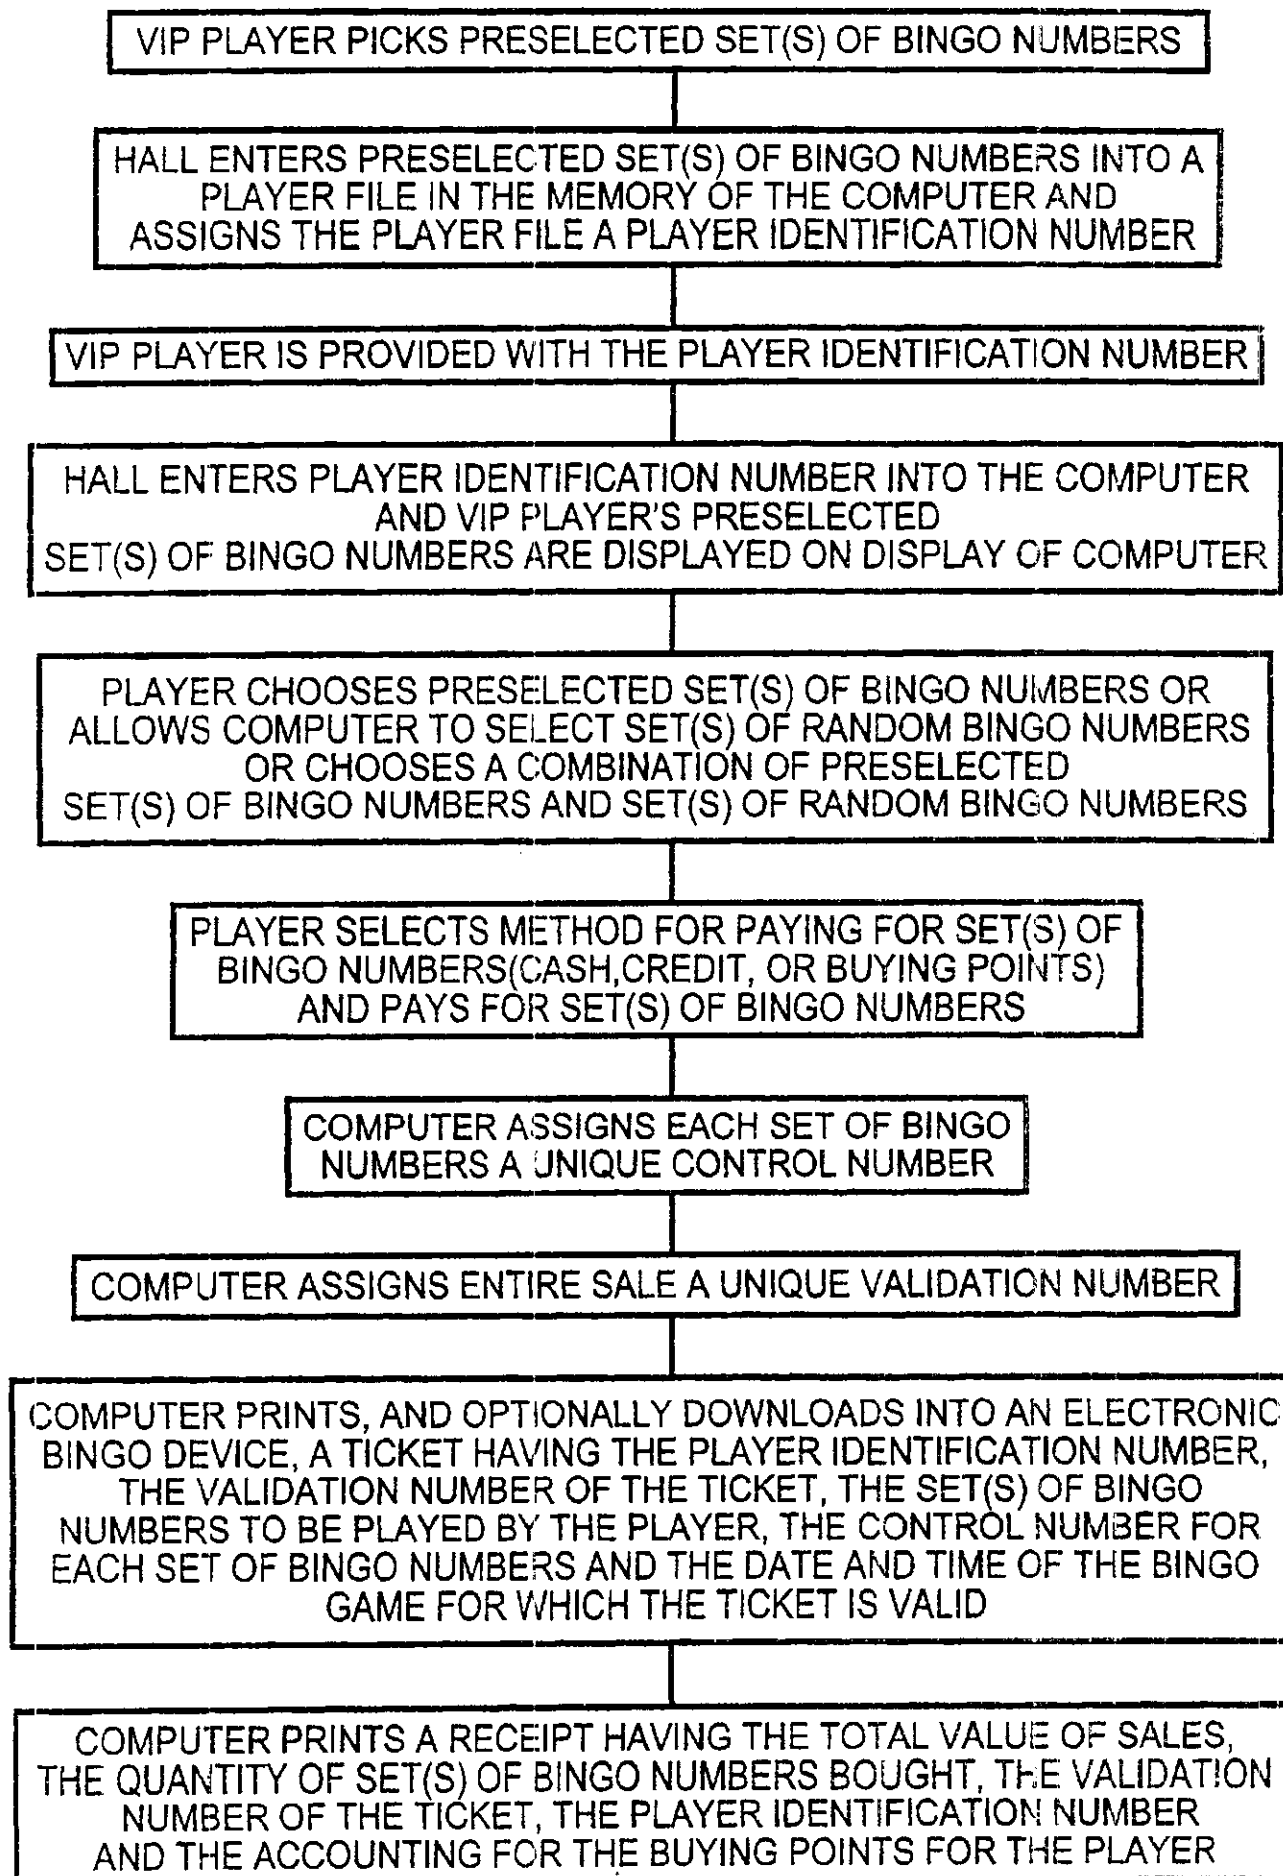 VIP PLAYER PICKS PRESELECTED SET(S) OF BINGO NUMBERS
HALL ENTERS PRESELECTED SET(S) OF BINGO NUMBERS INTO A
PLAYER FILE IN THE MEMORY OF THE COMPUTER AND
ASSIGNS THE PLAYER FILE A PLAYER IDENTIFICATION NUMBER
VIP PLAYER IS PROVIDED WITH THE PLAYER IDENTIFICATION NUMBER
HALL ENTERS PLAYER IDENTIFICATION NUMBER INTO THE COMPUTER
AND VIP PLAYER'S PRESELECTED
SET(S) OF BINGO NUMBERS ARE DISPLAYED ON DISPLAY OF COMPUTER
PLAYER CHOOSES PRESELECTED SET(S) OF BINGO NUMBERS OR
ALLOWS COMPUTER TO SELECT SET(S) OF RANDOM BINGO NUMBERS
OR CHOOSES A COMBINATION OF PRESELECTED
SET(S) OF BINGO NUMBERS AND SET(S) OF RANDOM BINGO NUMBERS
PLAYER SELECTS METHOD FOR PAYING FOR SET(S) OF
BINGO NUMBERS(CASH,CREDIT, OR BUYING POINTS)
AND PAYS FOR SET(S) OF BINGO NUMBERS
COMPUTER ASSIGNS EACH SET OF BINGO
NUMBERS A UNIQUE CONTROL NUMBER
COMPUTER ASSIGNS ENTIRE SALE A UNIQUE VALIDATION NUMBER
COMPUTER PRINTS, AND OPTIONALLY DOWNLOADS INTO AN ELECTRONIC
BINGO DEVICE, A TICKET HAVING THE PLAYER IDENTIFICATION NUMBER,
THE VALIDATION NUMBER OF THE TICKET, THE SET(S) OF BINGO
NUMBERS TO BE PLAYED BY THE PLAYER, THE CONTROL NUMBER FOR
EACH SET OF BINGO NUMBERS AND THE DATE AND TIME OF THE BINGO
GAME FOR WHICH THE TICKET IS VALID
COMPUTER PRINTS A RECEIPT HAVING THE TOTAL VALUE OF SALES,
THE QUANTITY OF SET(S) OF BINGO NUMBERS BOUGHT, THE VALIDATION
NUMBER OF THE TICKET, THE PLAYER IDENTIFICATION NUMBER
AND THE ACCOUNTING FOR THE BUYING POINTS FOR THE PLAYER